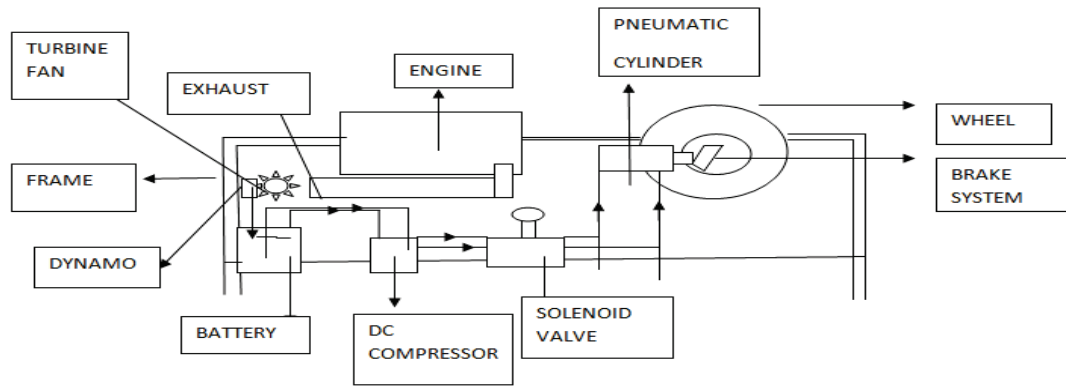 TURBINE
FAN
EXHAUST
ENGINE
PNEUMATIC
CYLINDER
WHEEL
BRAKE
SYSTEM
FRAME
DYNAMO
BATTERY
DC
COMPRESSOR
SOLENOID
VALVE